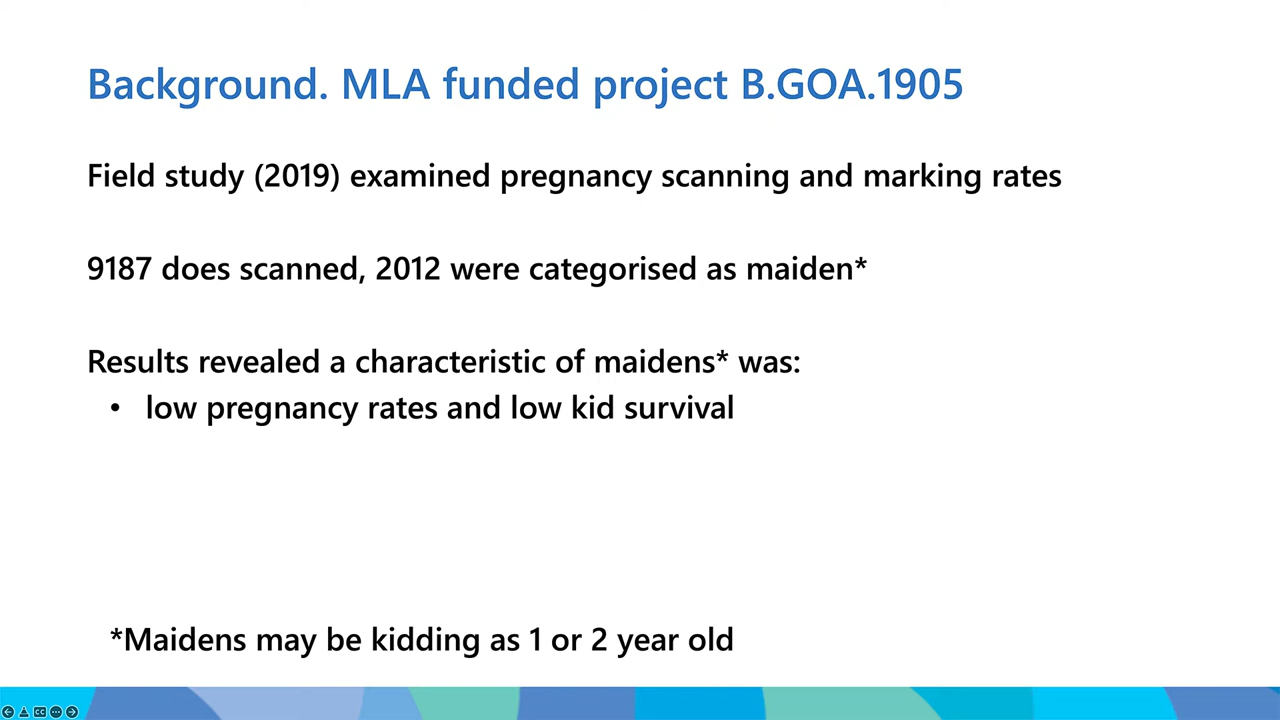 Background. MLA funded project B.GOA.1905
Field study (2019) examined pregnancy scanning and marking rates
9187 does scanned, 2012 were categorised as maiden*
Results revealed a characteristic of maidens* was:
• low pregnancy rates and low kid survival
*Maidens may be kidding as 1 or 2 year old
CC